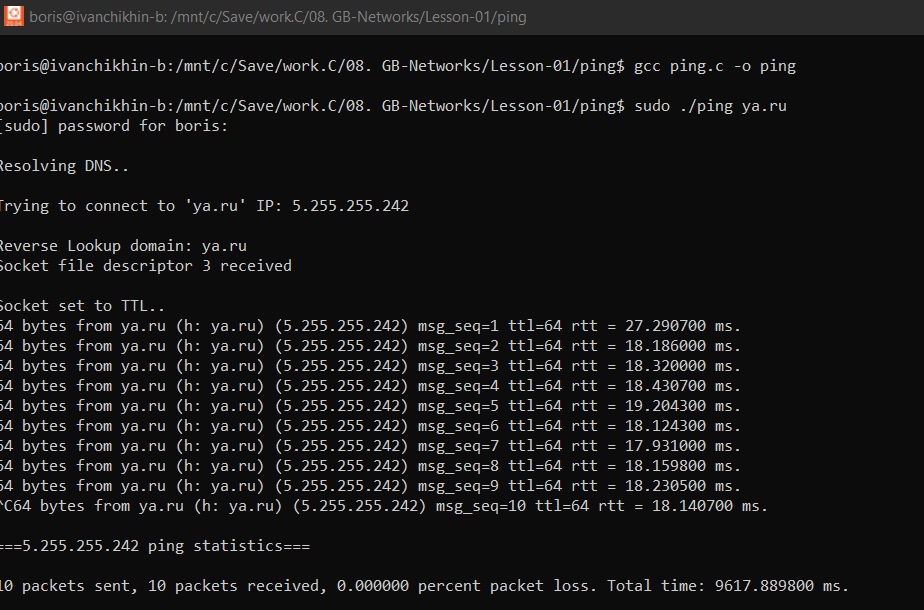 boris@ivanchikhin-b: /mnt/c/Save/work.C/08. GB-Networks/Lesson-01/ping
boris@ivanchikhin-b:/mnt/c/Save/work.C/08. GB-Networks/Lesson-01/ping$ gcc ping.c -o ping
boris@ivanchikhin-b:/mnt/c/Save/work.C/08. GB-Networks/Lesson-01/ping$ sudo ./ping ya.ru
[sudo] password for boris:
Resolving DNS..
Trying to connect to 'ya.ru' IP: 5.255.255.242
Reverse Lookup domain: ya.ru
Socket file descriptor 3 received
Socket set to TTL..
64 bytes from ya.ru (h: ya.ru) (5.255.255.242) msg_seq=1 ttl=64 rtt = 27.290700 ms.
64 bytes from ya.ru (h: ya.ru) (5.255.255.242) msg_seq=2 ttl=64 rtt = 18.186000 ms.
64 bytes from ya.ru (h: ya.ru) (5.255.255.242) msg_seq=3 ttl=64 rtt = 18.320000 ms.
64 bytes from ya.ru (h: ya.ru) (5.255.255.242) msg_seq=4 ttl=64 rtt = 18.430700 ms.
64 bytes from ya.ru (h: ya.ru) (5.255.255.242) msg_seq=5 ttl=64 rtt = 19.204300 ms.
64 bytes from ya.ru (h: ya.ru) (5.255.255.242) msg_seq=6 ttl=64 rtt = 18.124300 ms.
64 bytes from ya.ru (h: ya.ru) (5.255.255.242) msg_seq=7 ttl=64 rtt = 17.931000 ms.
64 bytes from ya.ru (h: ya.ru) (5.255.255.242) msg_seq=8 ttl=64 rtt = 18.159800 ms.
64 bytes from ya.ru (h: ya.ru) (5.255.255.242) msg_seq=9 ttl=64 rtt = 18.230500 ms.
^C64 bytes from ya.ru (h: ya.ru) (5.255.255.242) msg_seq=10 ttl=64 rtt = 18.140700 ms.
===5.255.255.242 ping statistics===
10 packets sent, 10 packets received, 0.000000 percent packet loss. Total time: 9617.889800 ms.